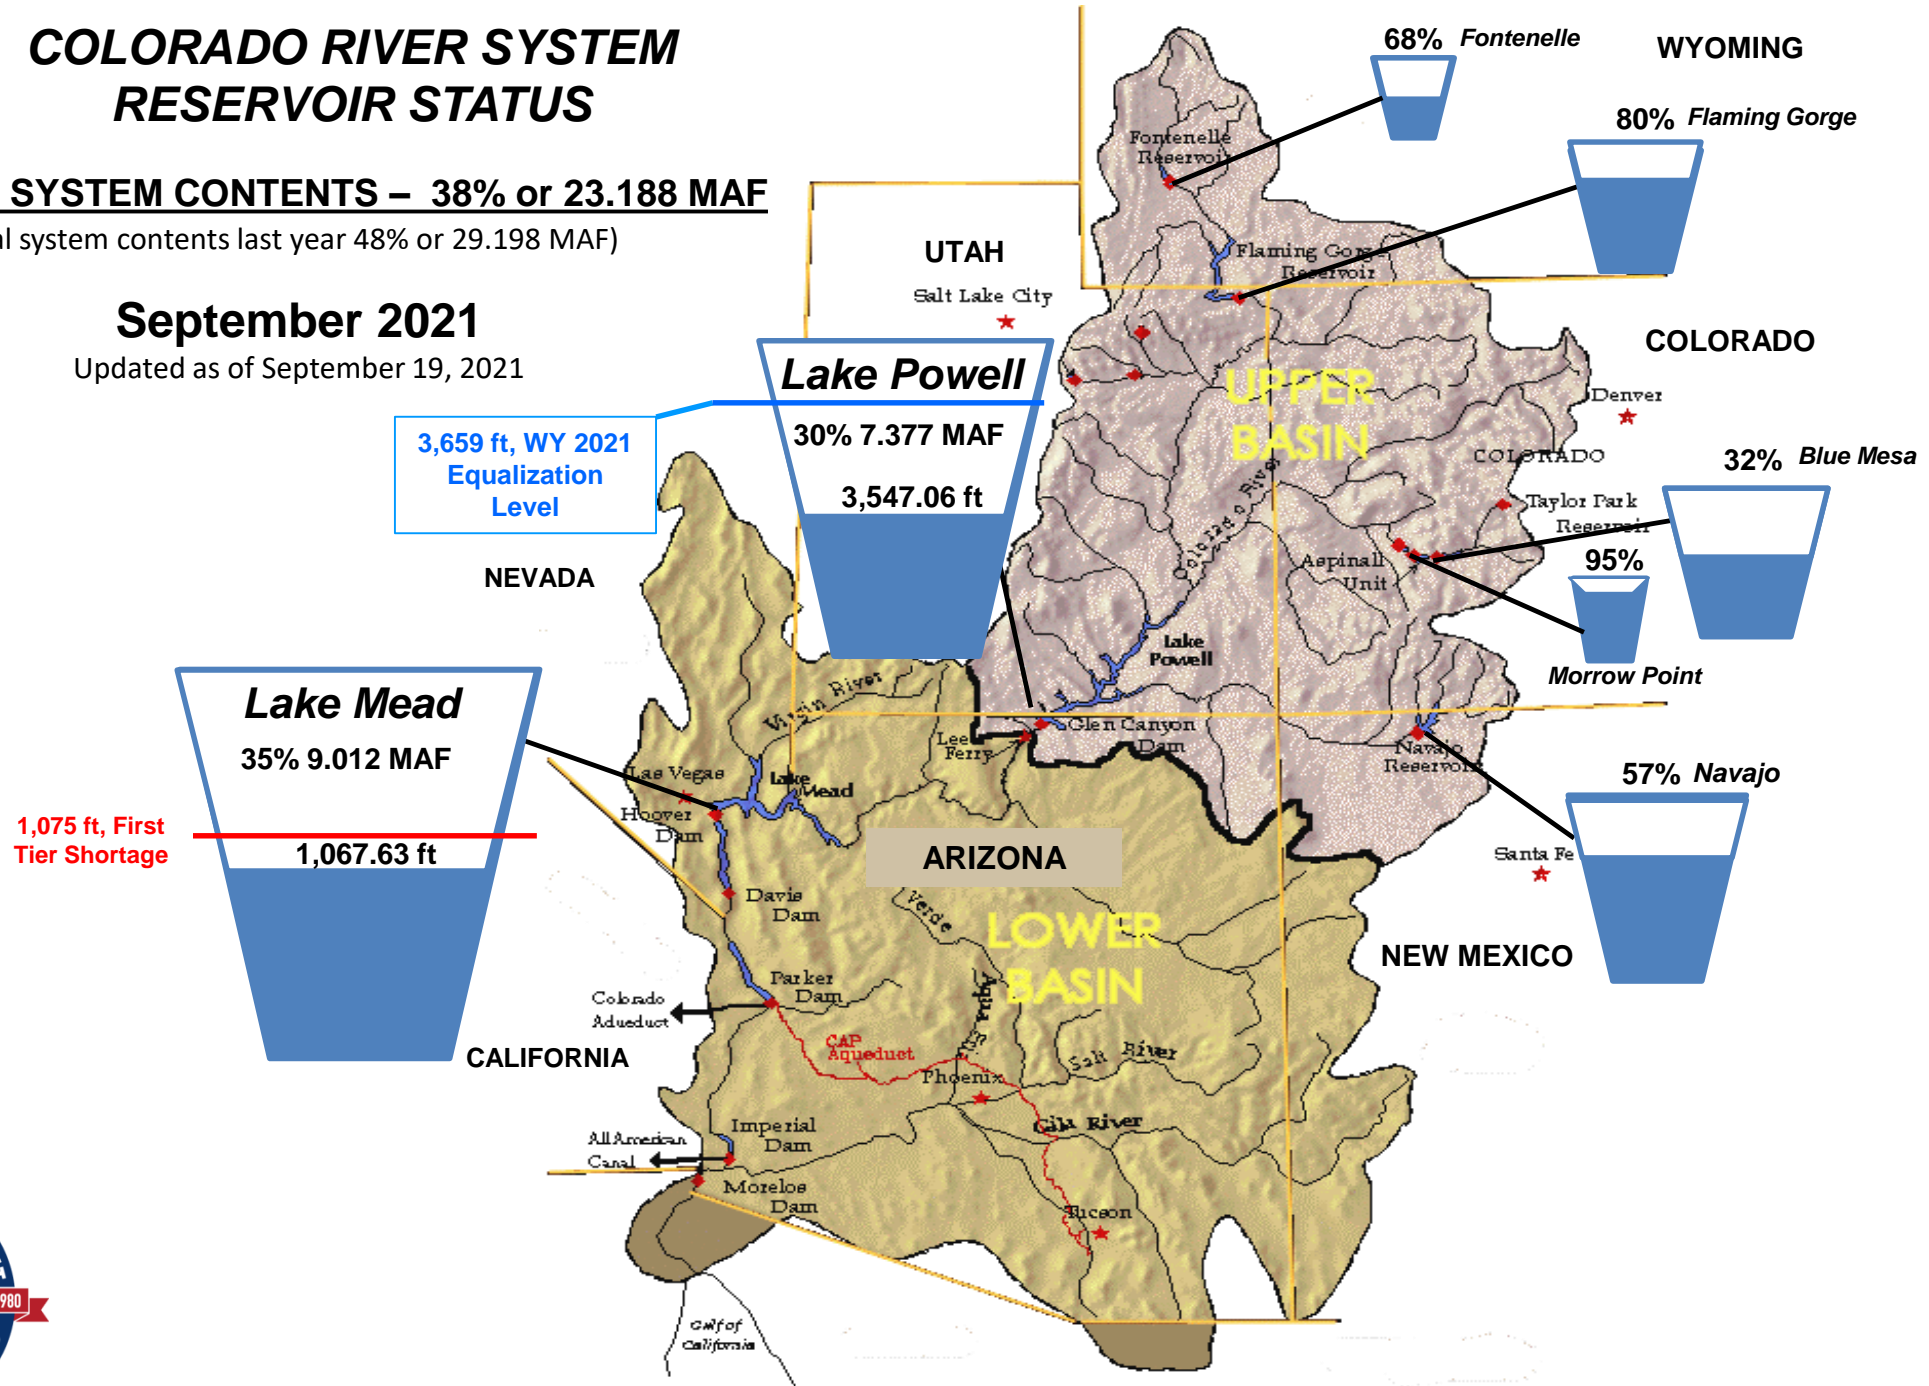 COLORADO RIVER SYSTEM
RESERVOIR STATUS
SYSTEM CONTENTS – 38% or 23.188 MAF
system contents last year 48% or 29.198 MAF)
September 2021
Updated as of September 19, 2021
68% Fontenelle
WYOMING
80% Flaming Gorge
Fontenelle
Reservoir
UTAH
Salt Lake City
Flaming Gorge
Reservoir
COLORADO
Lake Powell
30% 7.377 MAF
3,547.06 ft
3,659 ft, WY 2021
Equalization
Level
UPPER
BASIN
Denver
COLORADO
32% Blue Mesa
Taylor Park
Reservoir
Colorado River
Aspinall
Unit
95%
Morrow Point
NEVADA
Lake
Powell
Lake Mead
35% 9.012 MAF
1,075 ft, First
Tier Shortage
1,067.63 ft
Virgin River
Lee
Ferry
Glen Canyon
Dam
Navajo
Reservoir
57% Navajo
Las Vegas
Lake
Mead
Hoover
Dam
ARIZONA
Santa Fe
Davis
Dam
Verde
LOWER
BASIN
NEW MEXICO
Parker
Dam
Colorado
Adueduct
CALIFORNIA
CAP
Aqueduct
Phoenix
Salt River
Gila River
Imperial
Dam
All American
Canal
Morelos
Dam
Tucson
Gulf of
California
980